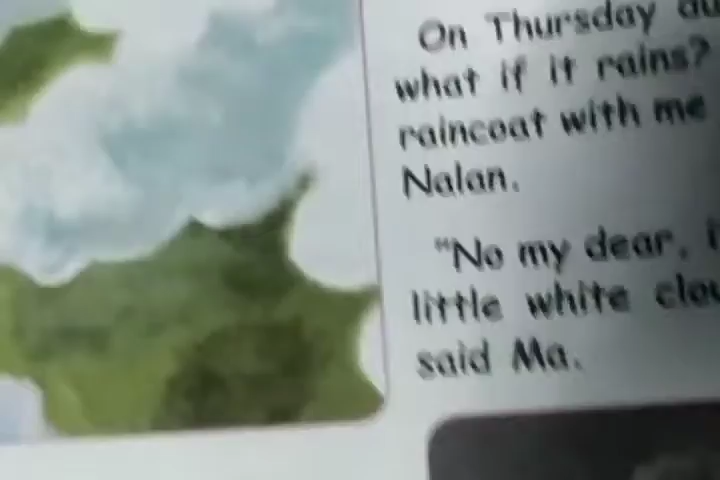 On Thursday
what if it rains?
raincoat with me
Nalan.
"No my dear,
little white
said Ma.